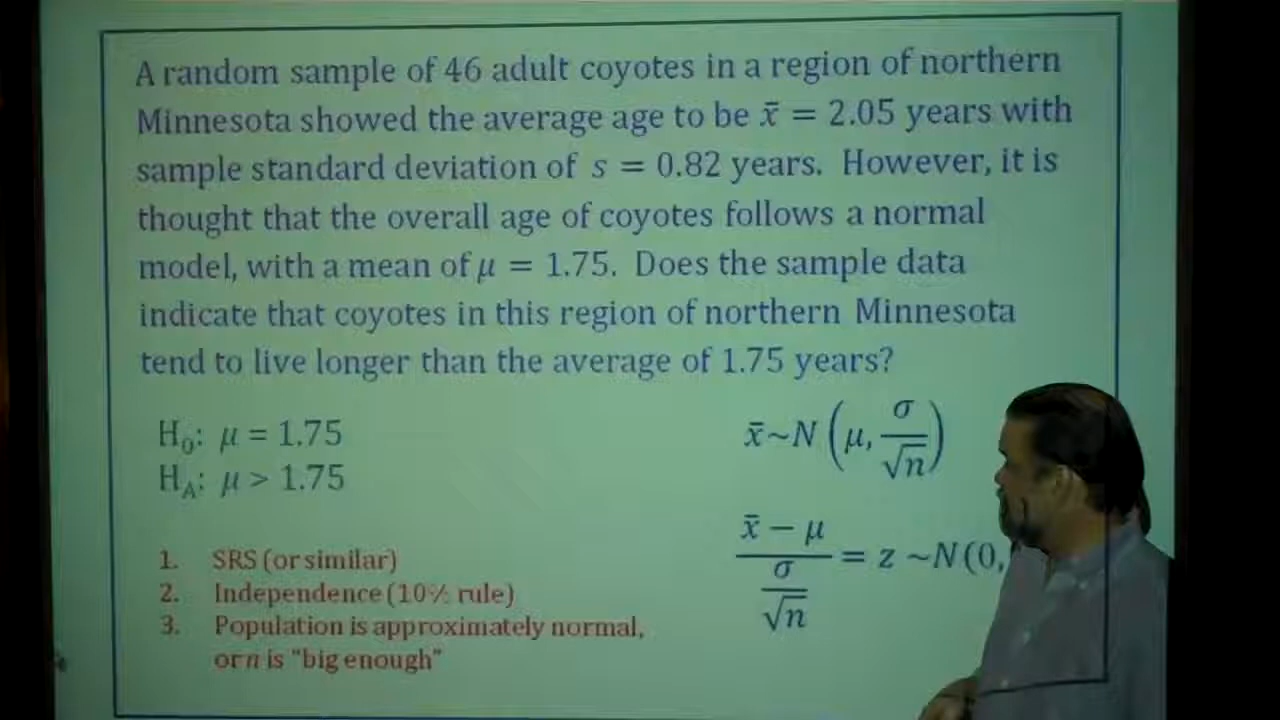 A random sample of 46 adult coyotes in a region of northern
Minnesota showed the average age to be x̄ = 2.05 years with
sample standard deviation of s = 0.82 years. However, it is
thought that the overall age of coyotes follows a normal
model, with a mean of μ = 1.75. Does the sample data
indicate that coyotes in this region of northern Minnesota
tend to live longer than the average of 1.75 years?
H₀: μ = 1.75
H_A: μ > 1.75
x̄~N(μ, σ/√n)
(x̄ − μ)/(σ/√n) = z ~N(0,
1. SRS (or similar)
2. Independence (10% rule)
3. Population is approximately normal,
or n is "big enough"